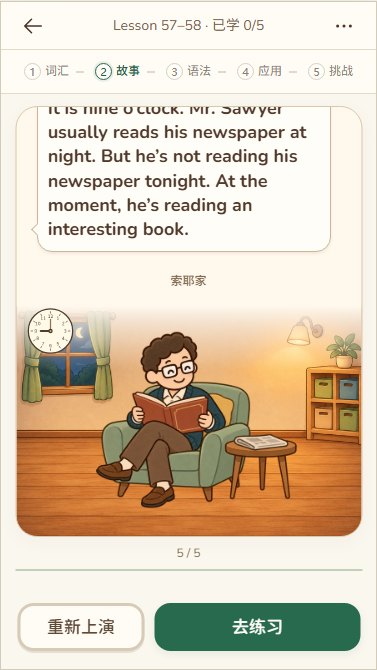 Lesson 57–58 · 已学 0/5
1 词汇 2 故事 3 语法 4 应用 5 挑战
It is nine o'clock. Mr. Sawyer
usually reads his newspaper at
night. But he's not reading his
newspaper tonight. At the
moment, he's reading an
interesting book.
索耶家
5 / 5
重新上演 去练习